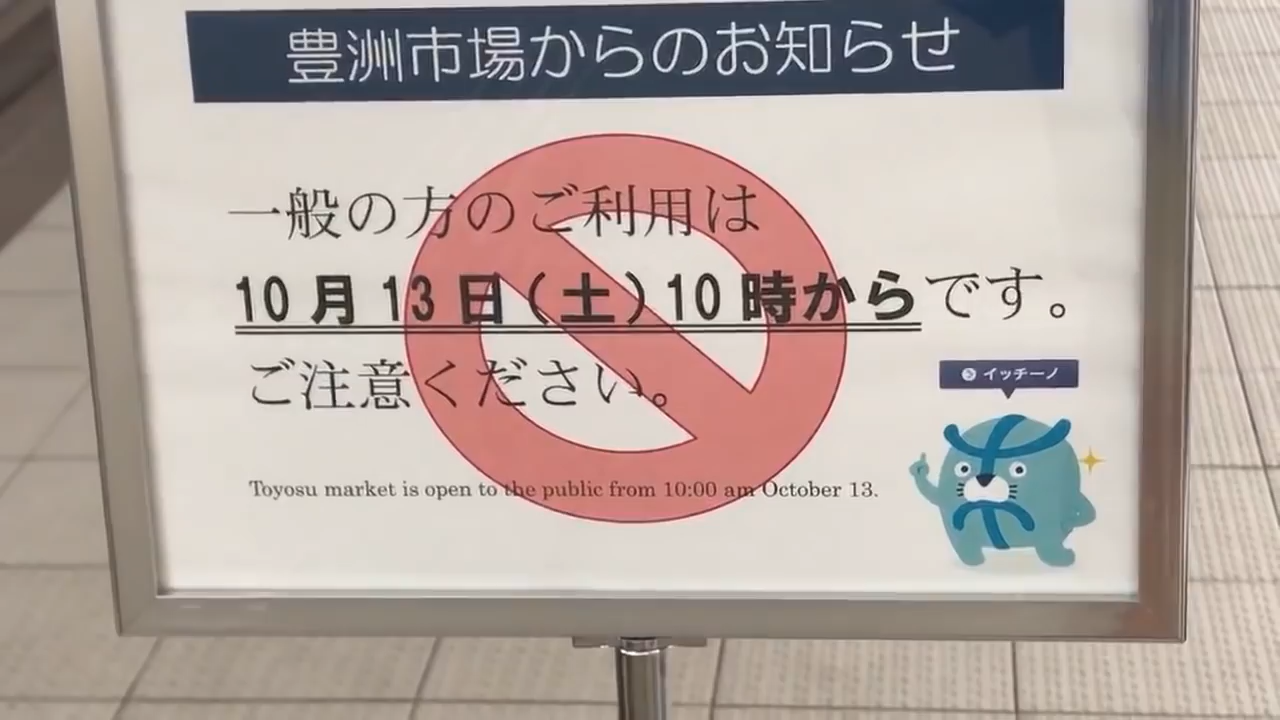 豊洲市場からのお知らせ
一般の方のご利用は
10月13日（土）10時からです。
ご注意ください。
イッチーノ
Toyosu market is open to the public from 10:00 am October 13.